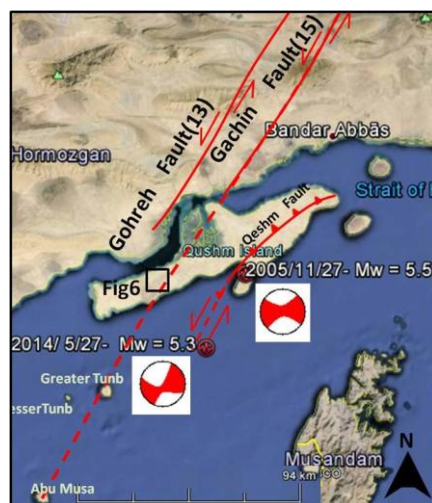 Fault(13)
Gohreh
Fault(15)
Gachin
Bandar Abbās
Hormozgan
Strait of
Qeshm Fault
Qushm Island
2005/11/27- Mw = 5.5
Fig6
2014/ 5/27- Mw = 5.3
Greater Tunb
esserTunb
Abu Musa
Musandam
94 km
N